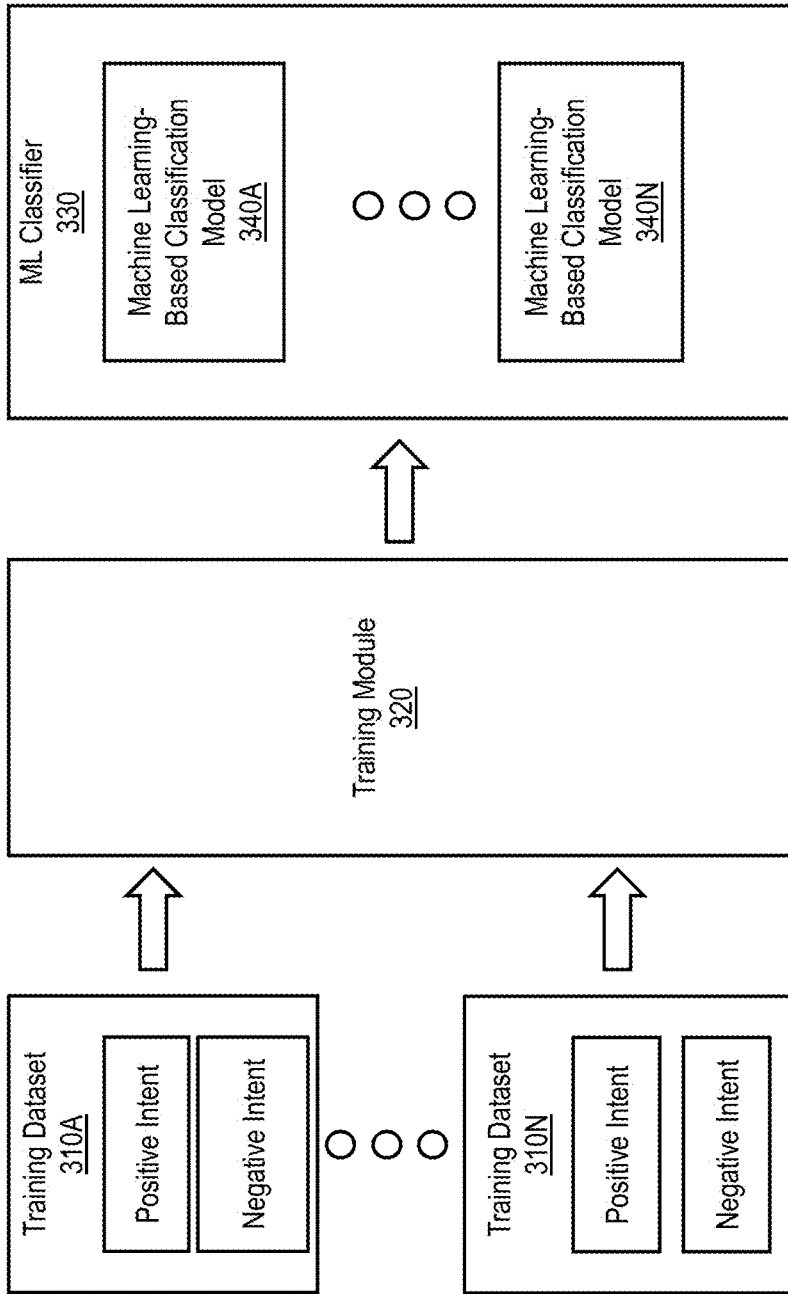 Training Dataset
310A
Positive Intent
Negative Intent
Training Dataset
310N
Positive Intent
Negative Intent
Training Module
320
ML Classifier
330
Machine Learning-
Based Classification
Model
340A
Machine Learning-
Based Classification
Model
340N